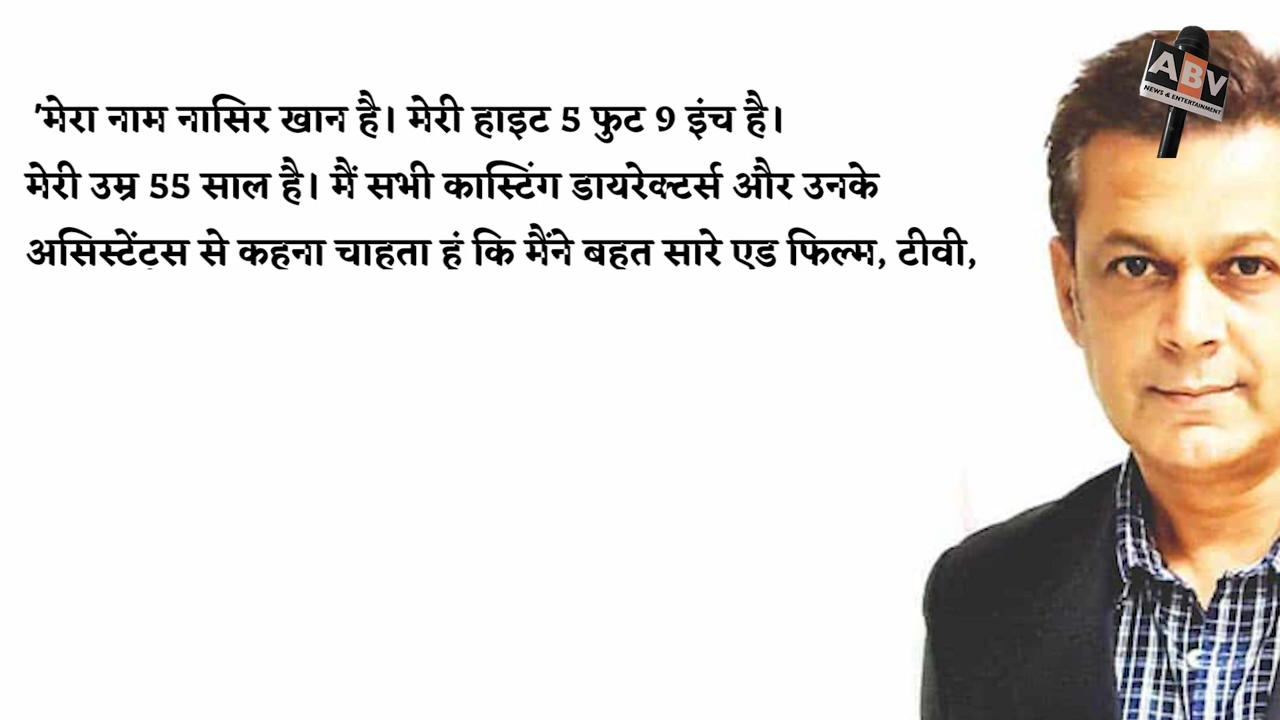 'मेरा नाम नासिर खान है। मेरी हाइट 5 फुट 9 इंच है।
मेरी उम्र 55 साल है। मैं सभी कास्टिंग डायरेक्टर्स और उनके
असिस्टेंट्स से कहना चाहता हूं कि मैंने बहुत सारे एड फिल्म, टीवी,
ABV
NEWS & ENTERTAINMENT